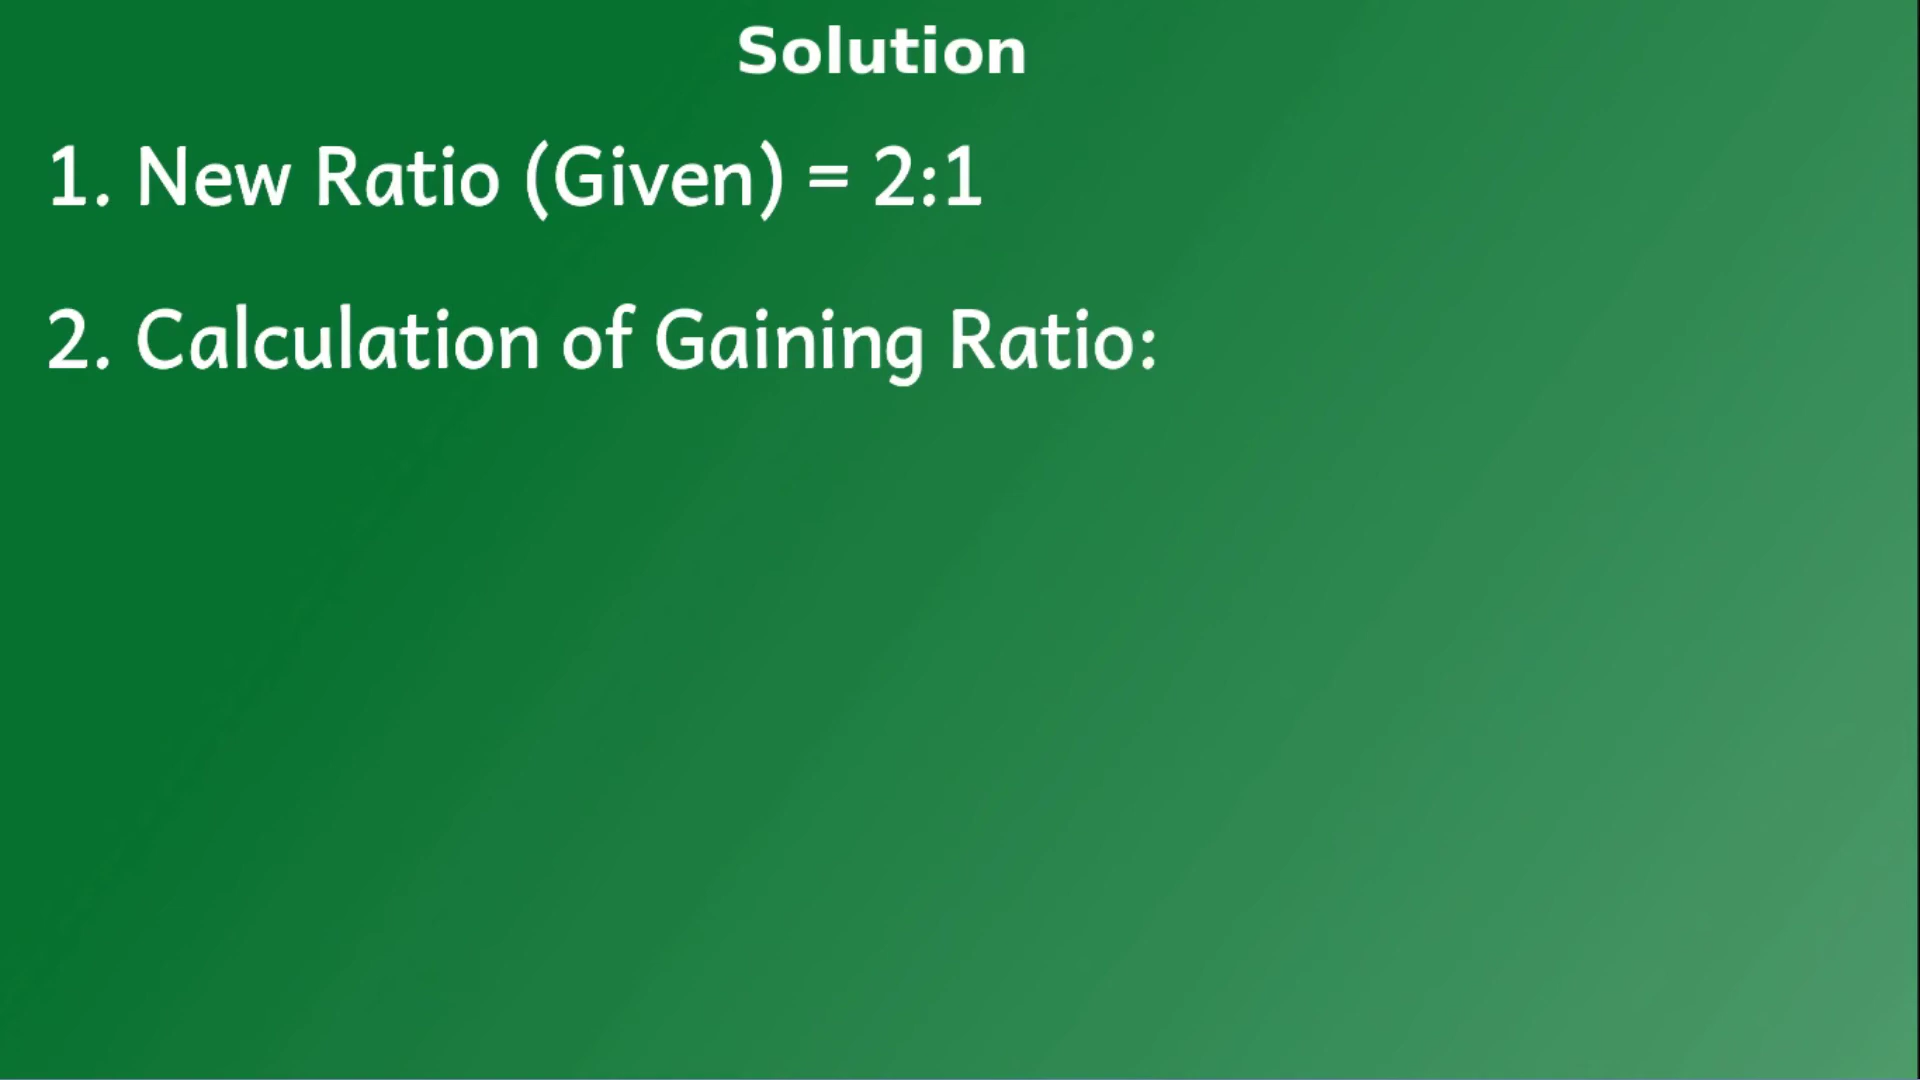 Solution
1. New Ratio (Given) = 2:1
2. Calculation of Gaining Ratio: